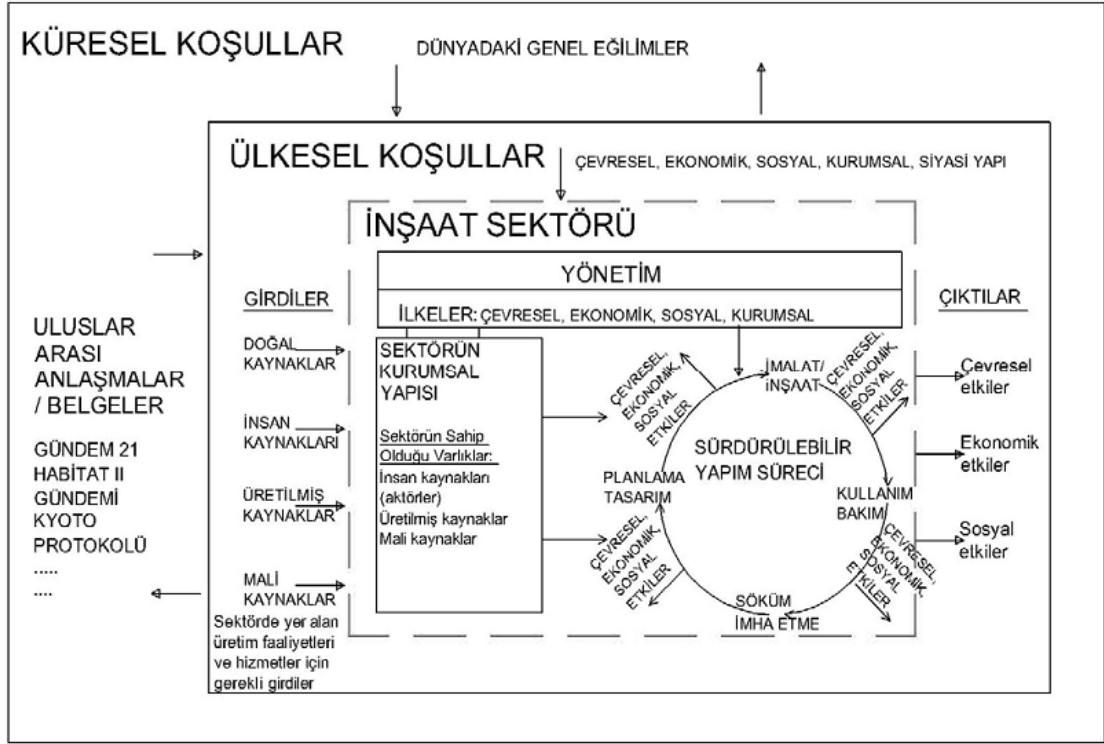 KÜRESEL KOŞULLAR
DÜNYADAKİ GENEL EĞİLİMLER
ÜLKESEL KOŞULLAR
ÇEVRESEL, EKONOMİK, SOSYAL, KURUMSAL, SİYASİ YAPI
İNŞAAT SEKTÖRÜ
YÖNETİM
İLKELER: ÇEVRESEL, EKONOMİK, SOSYAL, KURUMSAL
ULUSLAR
ARASI
ANLAŞMALAR
/ BELGELER
GÜNDEM 21
HABİTAT II
GÜNDEMİ
KYOTO
PROTOKOLÜ
.....
....
GİRDİLER
DOĞAL
KAYNAKLAR
İNSAN
KAYNAKLARI
ÜRETİLMİŞ
KAYNAKLAR
MALİ
KAYNAKLAR
Sektörde yer alan
üretim faaliyetleri
ve hizmetler için
gerekli girdiler
SEKTÖRÜN
KURUMSAL
YAPISI
Sektörün Sahip
Olduğu Varlıklar:
İnsan kaynakları
(aktörler)
Üretilmiş kaynaklar
Mali kaynaklar
ÇEVRESEL,
EKONOMİK,
SOSYAL
ETKİLER
İMALAT/
İNŞAAT
ÇEVRESEL,
EKONOMİK,
SOSYAL
ETKİLER
SÜRDÜRÜLEBİLİR
YAPIM SÜRECİ
PLANLAMA
TASARIM
KULLANIM
BAKIM
ÇEVRESEL,
EKONOMİK,
SOSYAL
ETKİLER
ÇEVRESEL,
EKONOMİK,
SOSYAL
ETKİLER
SÖKÜM
İMHA ETME
ÇIKTILAR
Çevresel
etkiler
Ekonomik
etkiler
Sosyal
etkiler